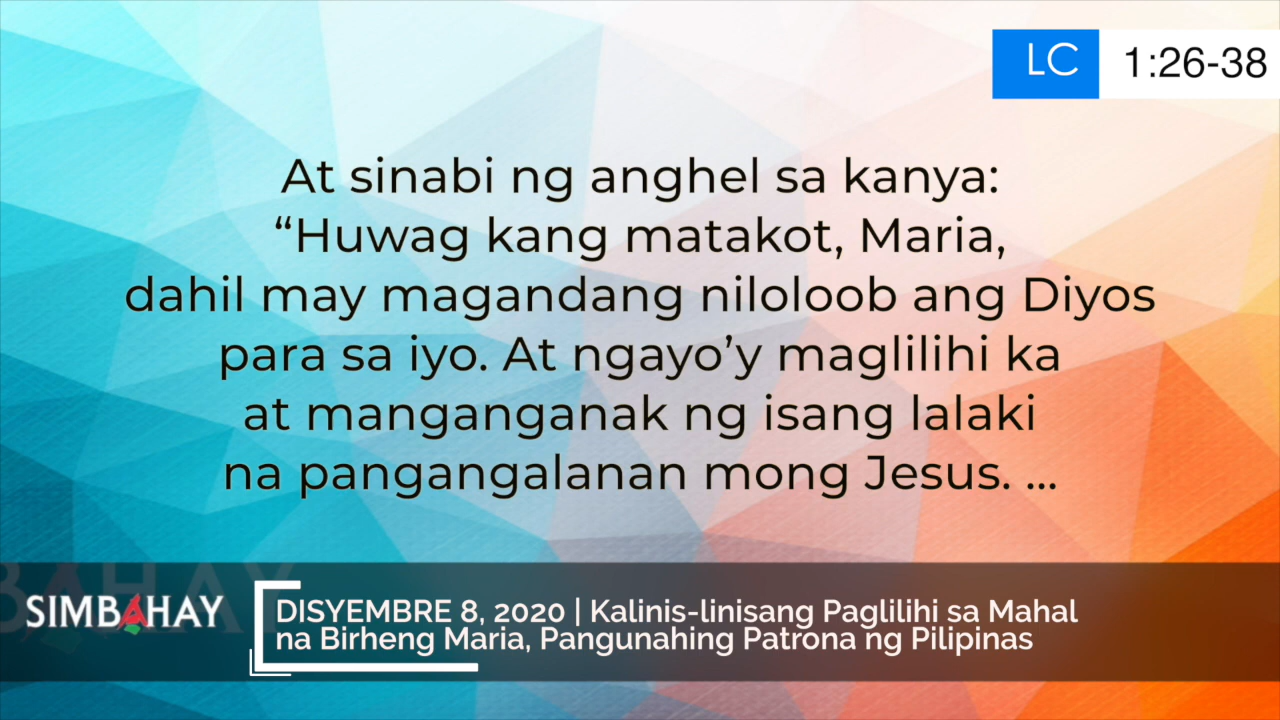 LC 1:26-38
At sinabi ng anghel sa kanya:
“Huwag kang matakot, Maria,
dahil may magandang niloloob ang Diyos
para sa iyo. At ngayo’y maglilihi ka
at manganganak ng isang lalaki
na pangangalanan mong Jesus. ...
SIMBAHAY
DISYEMBRE 8, 2020 | Kalinis-linisang Paglilihi sa Mahal
na Birheng Maria, Pangunahing Patrona ng Pilipinas